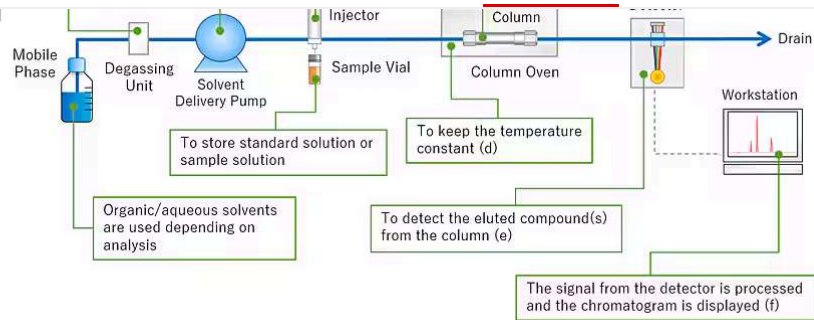 Injector
Column
Drain
Mobile
Phase
Degassing
Unit
Solvent
Delivery Pump
Sample Vial
Column Oven
Workstation
To store standard solution or
sample solution
To keep the temperature
constant (d)
Organic/aqueous solvents
are used depending on
analysis
To detect the eluted compound(s)
from the column (e)
The signal from the detector is processed
and the chromatogram is displayed (f)